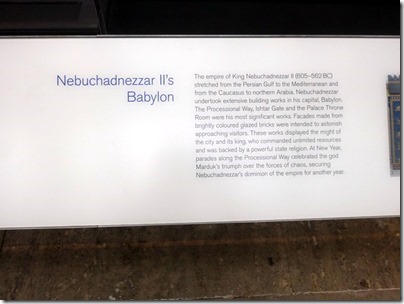 Nebuchadnezzar II's
Babylon
The empire of King Nebuchadnezzar II (605–562 BC)
stretched from the Persian Gulf to the Mediterranean and
from the Caucasus to northern Arabia. Nebuchadnezzar
undertook extensive building works in his capital, Babylon.
The Processional Way, Ishtar Gate and the Palace Throne
Room were his most significant works. Facades made from
brightly coloured glazed bricks were intended to astonish
approaching visitors. These works displayed the might of
the city and its king, who commanded unlimited resources
and was backed by a powerful state religion. At New Year,
parades along the Processional Way celebrated the god
Marduk's triumph over the forces of chaos, securing
Nebuchadnezzar's dominion of the empire for another year.